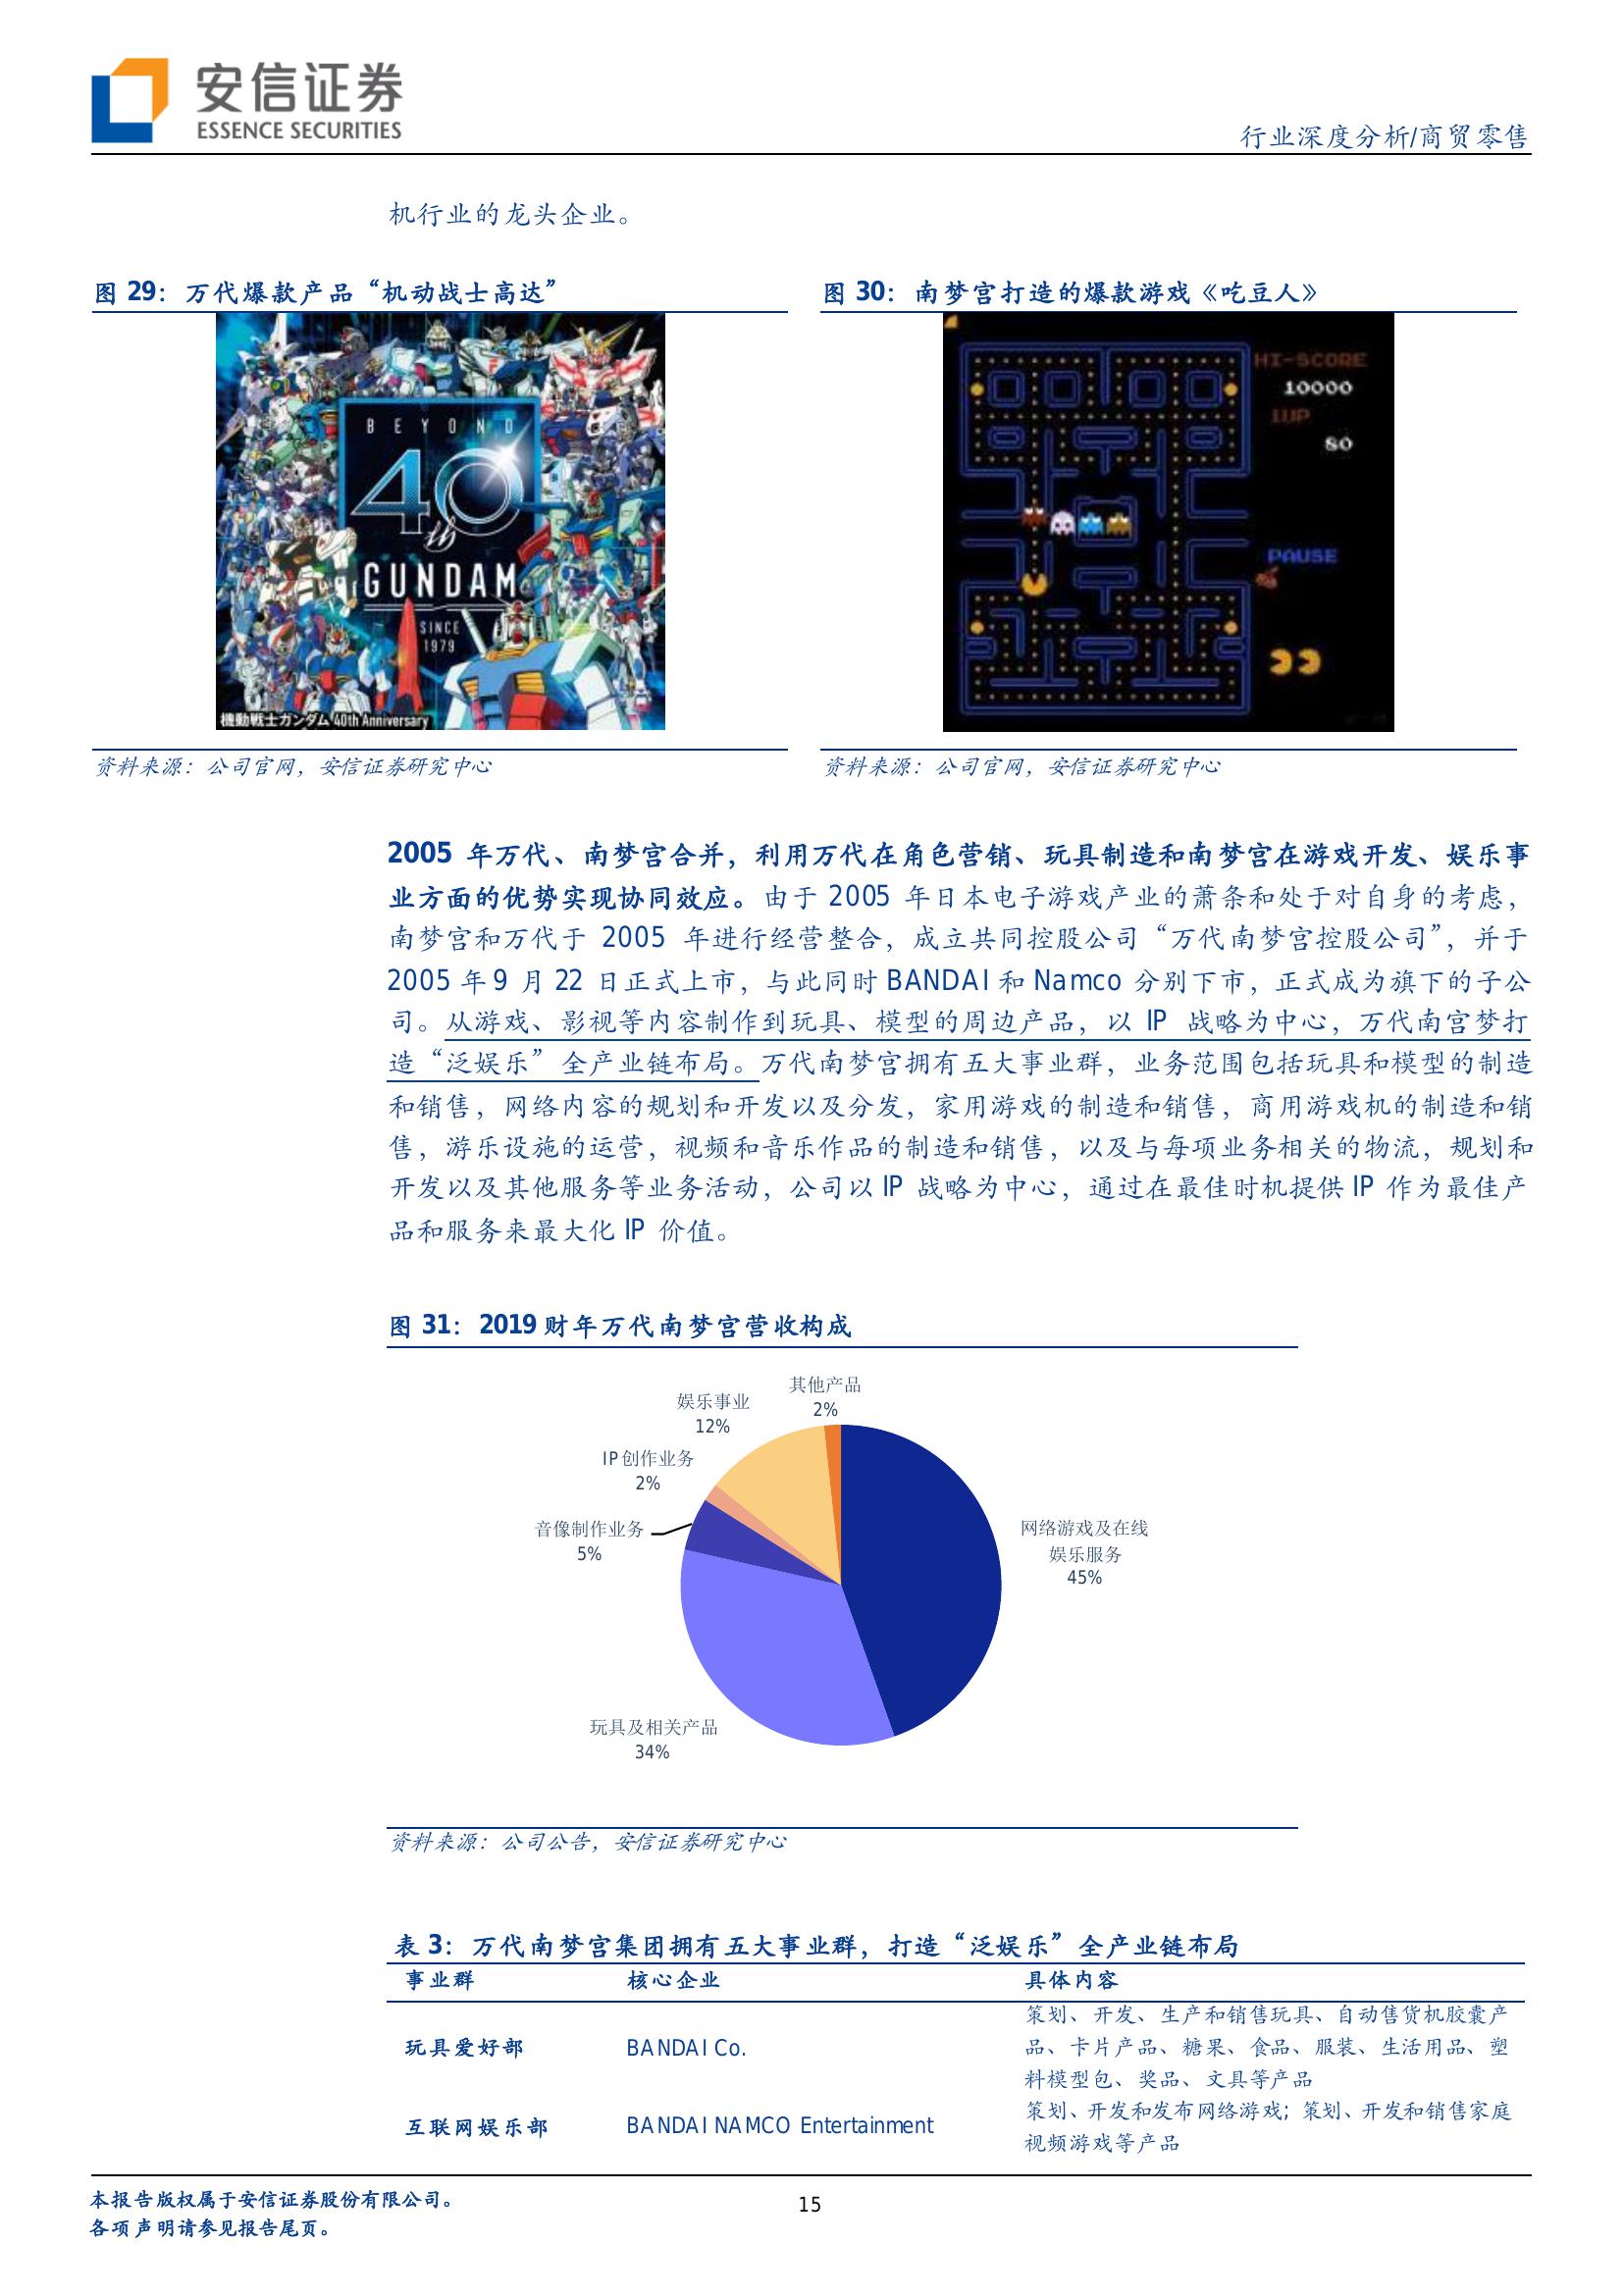 安信证券
ESSENCE SECURITIES
行业深度分析/商贸零售
机行业的龙头企业。
图 29：万代爆款产品“机动战士高达”
BEYOND
40th
GUNDAM
SINCE
1979
機動戦士ガンダム 40th Anniversary
资料来源：公司官网，安信证券研究中心
图 30：南梦宫打造的爆款游戏《吃豆人》
HI-SCORE
10000
1UP
80
PAUSE
资料来源：公司官网，安信证券研究中心
2005 年万代、南梦宫合并，利用万代在角色营销、玩具制造和南梦宫在游戏开发、娱乐事
业方面的优势实现协同效应。由于 2005 年日本电子游戏产业的萧条和处于对自身的考虑，
南梦宫和万代于 2005 年进行经营整合，成立共同控股公司“万代南梦宫控股公司”，并于
2005 年 9 月 22 日正式上市，与此同时 BANDAI 和 Namco 分别下市，正式成为旗下的子公
司。从游戏、影视等内容制作到玩具、模型的周边产品，以 IP 战略为中心，万代南宫梦打
造“泛娱乐”全产业链布局。万代南梦宫拥有五大事业群，业务范围包括玩具和模型的制造
和销售，网络内容的规划和开发以及分发，家用游戏的制造和销售，商用游戏机的制造和销
售，游乐设施的运营，视频和音乐作品的制造和销售，以及与每项业务相关的物流，规划和
开发以及其他服务等业务活动，公司以 IP 战略为中心，通过在最佳时机提供 IP 作为最佳产
品和服务来最大化 IP 价值。
图 31：2019 财年万代南梦宫营收构成
其他产品
2%
娱乐事业
12%
IP创作业务
2%
音像制作业务
5%
网络游戏及在线
娱乐服务
45%
玩具及相关产品
34%
资料来源：公司公告，安信证券研究中心
表 3：万代南梦宫集团拥有五大事业群，打造“泛娱乐”全产业链布局
事业群 核心企业 具体内容
玩具爱好部 BANDAI Co.
策划、开发、生产和销售玩具、自动售货机胶囊产
品、卡片产品、糖果、食品、服装、生活用品、塑
料模型包、奖品、文具等产品
互联网娱乐部 BANDAI NAMCO Entertainment
策划、开发和发布网络游戏；策划、开发和销售家庭
视频游戏等产品
本报告版权属于安信证券股份有限公司。
各项声明请参见报告尾页。
15